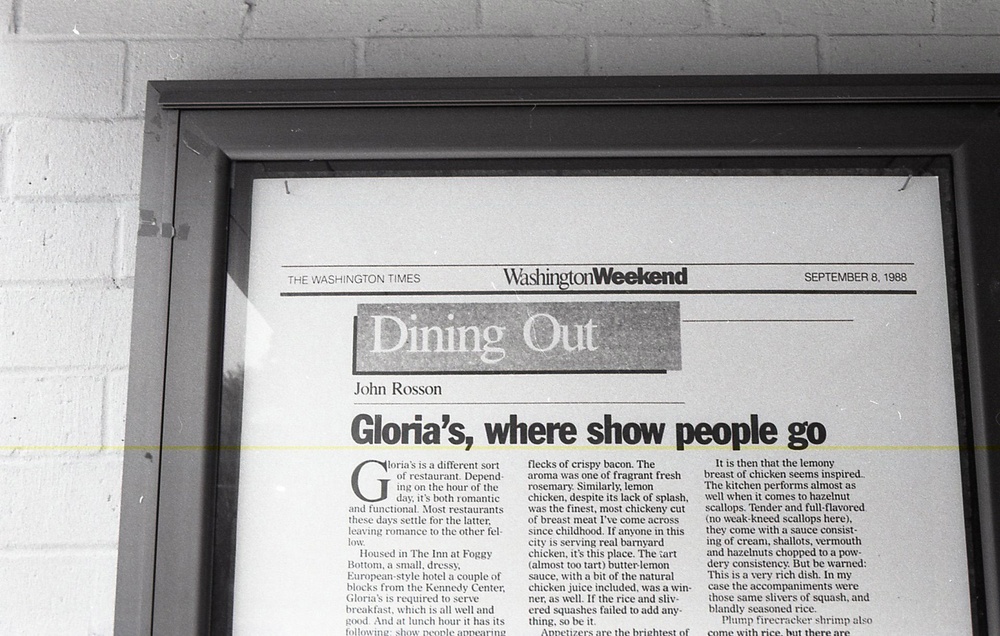 THE WASHINGTON TIMES WashingtonWeekend SEPTEMBER 8, 1988
Dining Out
John Rosson
Gloria's, where show people go
Gloria's is a different sort
of restaurant. Depend-
ing on the hour of the
day, it's both romantic
and functional. Most restaurants
these days settle for the latter,
leaving romance to the other fel-
low.
Housed in The Inn at Foggy
Bottom, a small, dressy,
European-style hotel a couple of
blocks from the Kennedy Center,
Gloria's is required to serve
breakfast, which is all well and
good. And at lunch hour it has its
following: show people appearing
flecks of crispy bacon. The
aroma was one of fragrant fresh
rosemary. Similarly, lemon
chicken, despite its lack of splash,
was the finest, most chickeny cut
of breast meat I've come across
since childhood. If anyone in this
city is serving real barnyard
chicken, it's this place. The tart
(almost too tart) butter-lemon
sauce, with a bit of the natural
chicken juice included, was a win-
ner, as well. If the rice and sliv-
ered squashes failed to add any-
thing, so be it.
Appetizers are the brightest of
It is then that the lemony
breast of chicken seems inspired.
The kitchen performs almost as
well when it comes to hazelnut
scallops. Tender and full-flavored
(no weak-kneed scallops here),
they come with a sauce consist-
ing of cream, shallots, vermouth
and hazelnuts chopped to a pow-
dery consistency. But be warned:
This is a very rich dish. In my
case the accompaniments were
those same slivers of squash, and
blandly seasoned rice.
Plump firecracker shrimp also
come with rice, but there are